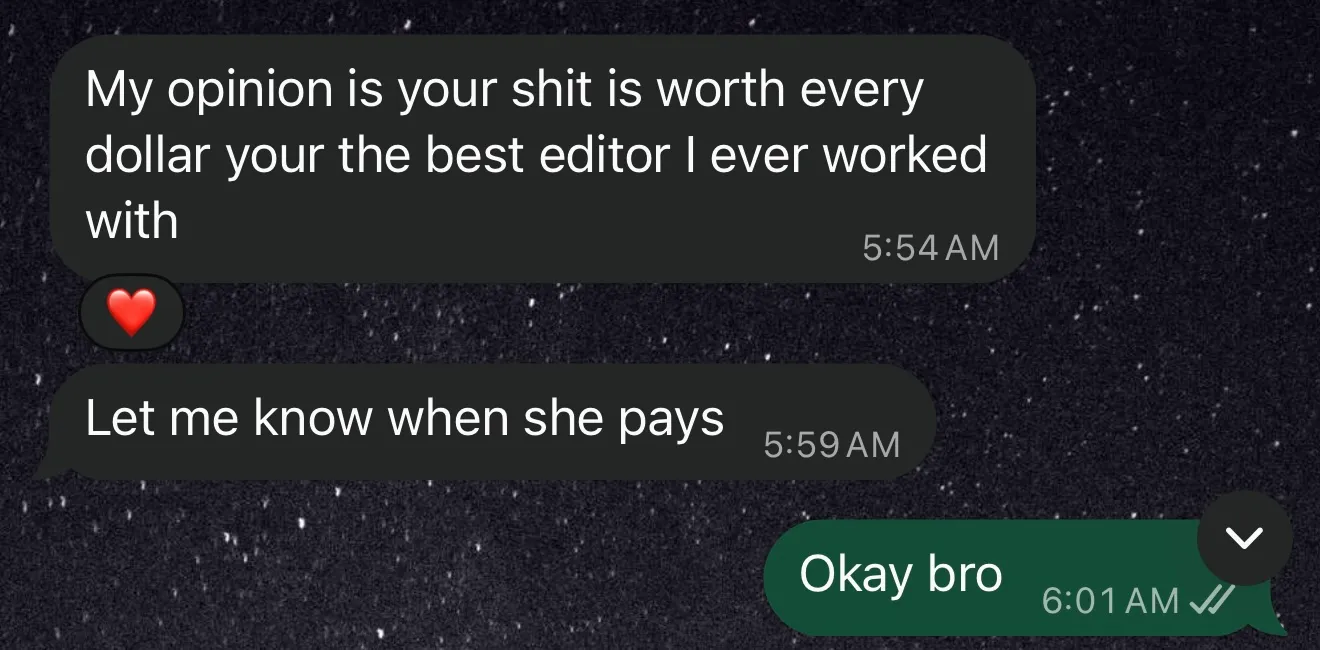 My opinion is your shit is worth every
dollar your the best editor I ever worked
with
5:54 AM
Let me know when she pays
5:59 AM
Okay bro
6:01 AM